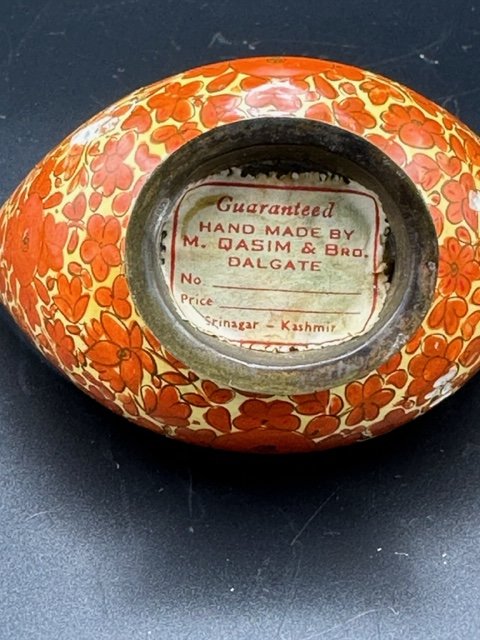 Guaranteed
HAND MADE BY
M. QASIM & BRO.
DALGATE
No
Price
Srinagar – Kashmir